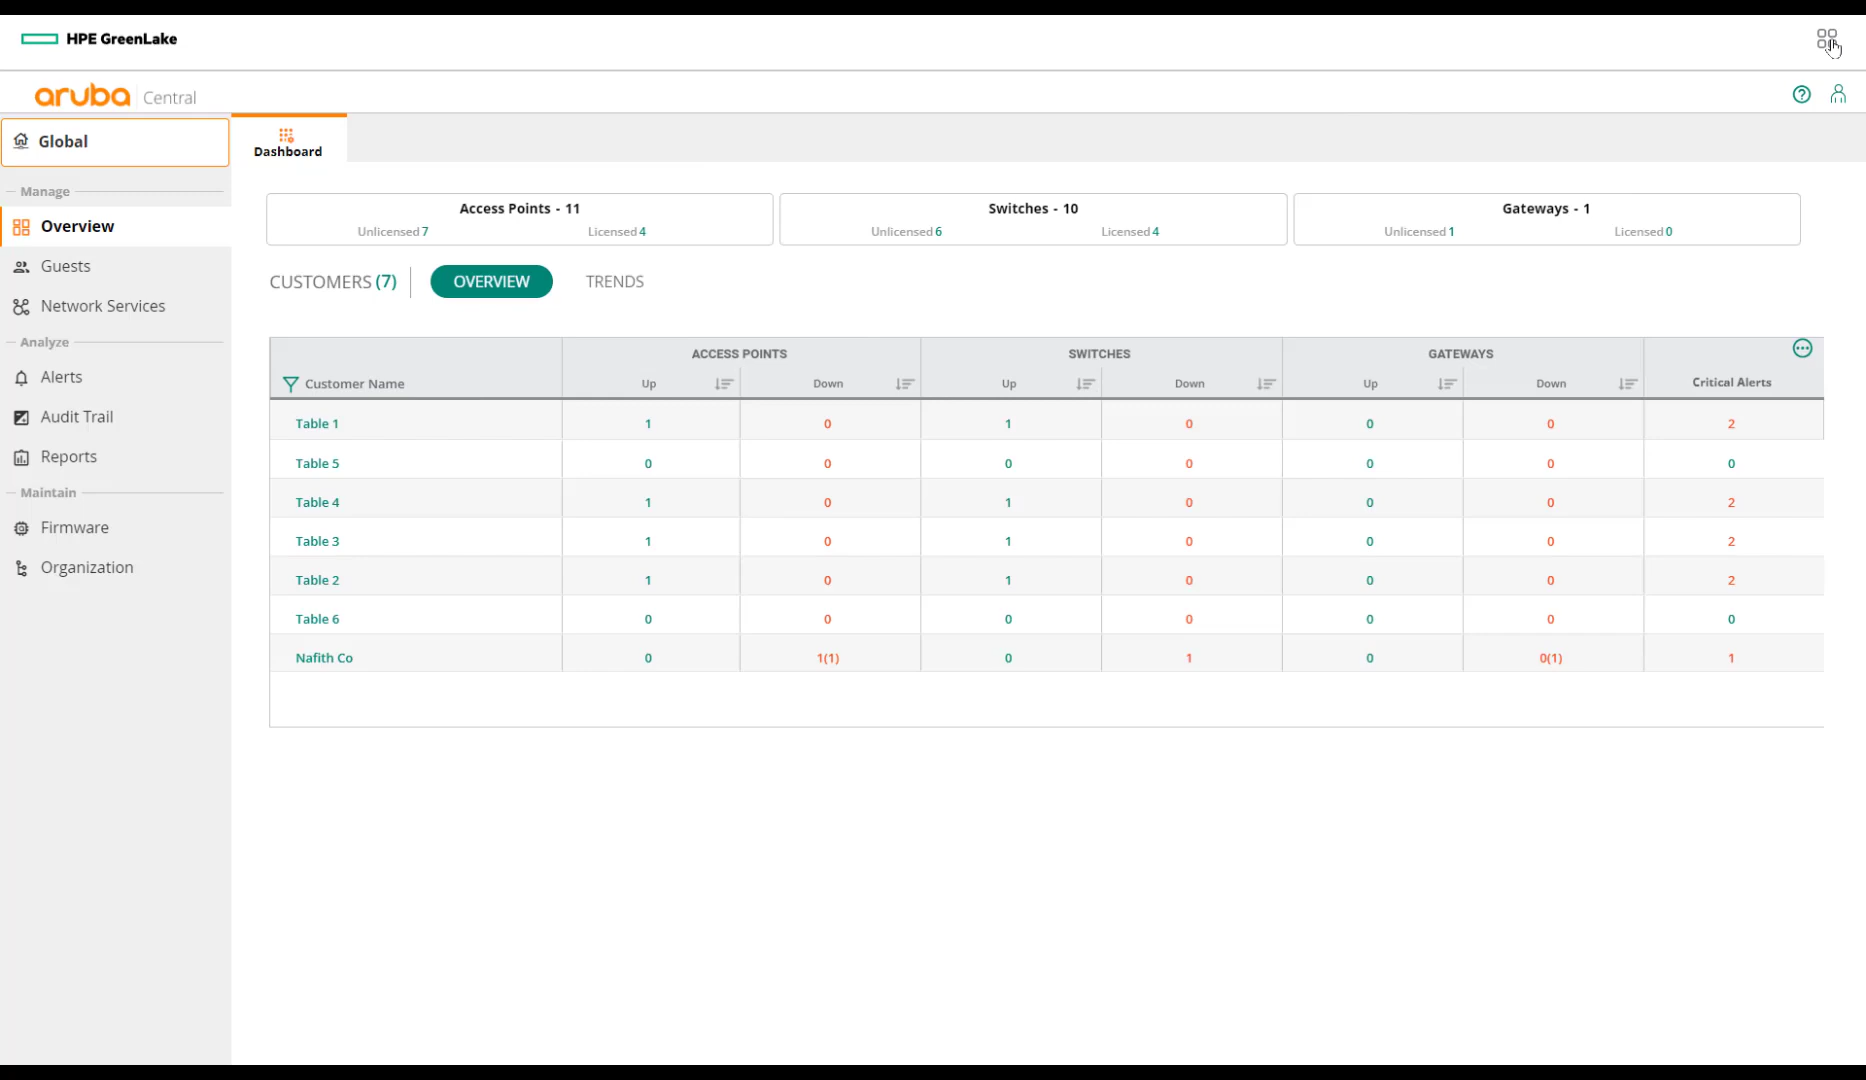 HPE GreenLake
aruba Central
Global
Dashboard
Manage
Overview
Guests
Network Services
Analyze
Alerts
Audit Trail
Reports
Maintain
Firmware
Organization
Access Points - 11
Unlicensed 7 Licensed 4
Switches - 10
Unlicensed 6 Licensed 4
Gateways - 1
Unlicensed 1 Licensed 0
CUSTOMERS (7) OVERVIEW TRENDS
ACCESS POINTS SWITCHES GATEWAYS
Customer Name Up Down Up Down Up Down Critical Alerts
Table 1 1 0 1 0 0 0 2
Table 5 0 0 0 0 0 0 0
Table 4 1 0 1 0 0 0 2
Table 3 1 0 1 0 0 0 2
Table 2 1 0 1 0 0 0 2
Table 6 0 0 0 0 0 0 0
Nafith Co 0 1(1) 0 1 0 0(1) 1